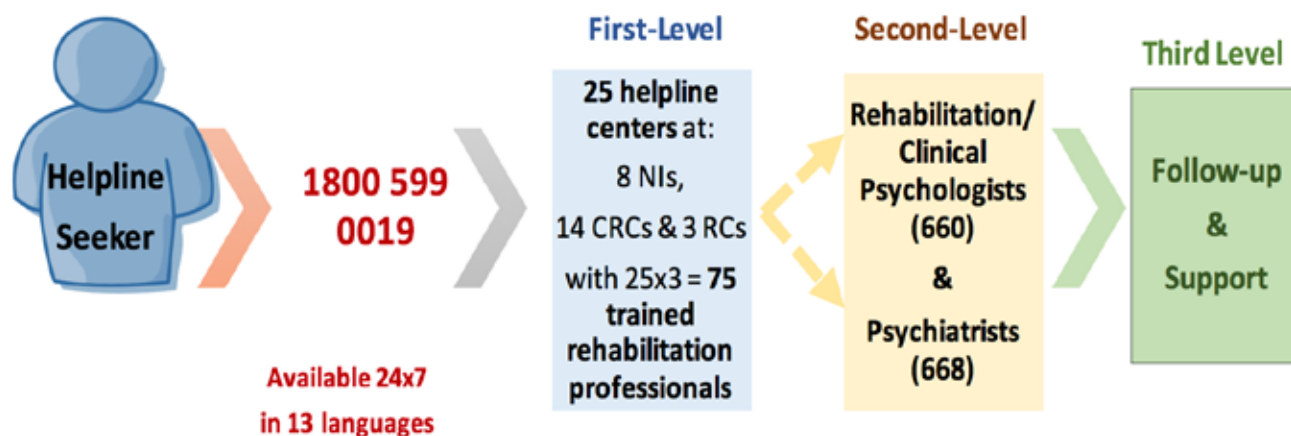 Helpline
Seeker
1800 599
0019
Available 24x7
in 13 languages
First-Level
25 helpline
centers at:
8 NIs,
14 CRCs & 3 RCs
with 25x3 = 75
trained
rehabilitation
professionals
Second-Level
Rehabilitation/
Clinical
Psychologists
(660)
&
Psychiatrists
(668)
Third Level
Follow-up
&
Support